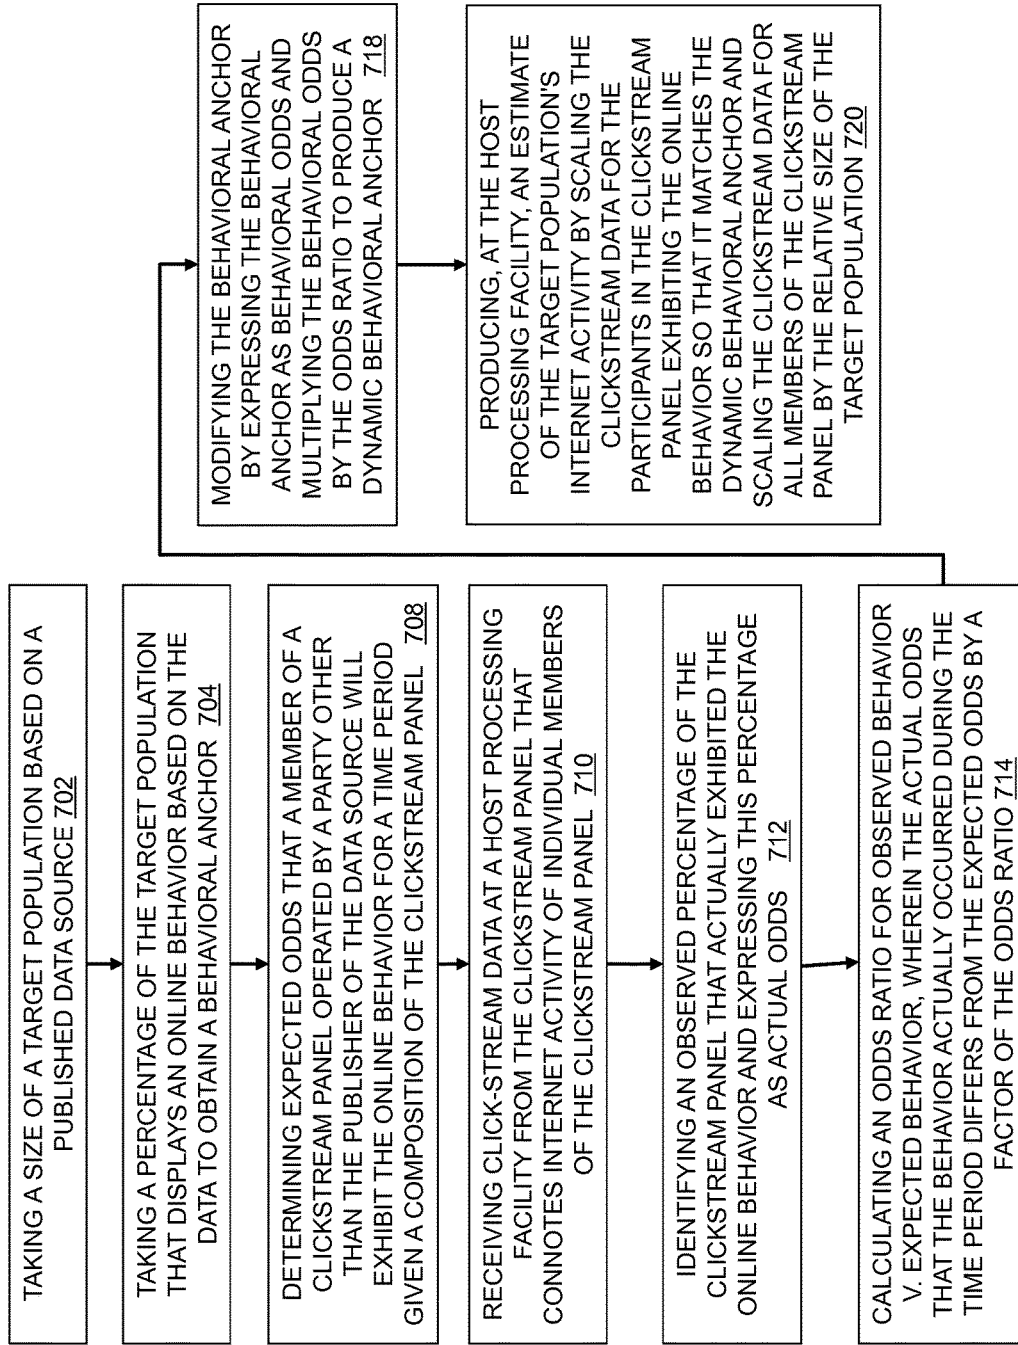 TAKING A SIZE OF A TARGET POPULATION BASED ON A
PUBLISHED DATA SOURCE 702
TAKING A PERCENTAGE OF THE TARGET POPULATION
THAT DISPLAYS AN ONLINE BEHAVIOR BASED ON THE
DATA TO OBTAIN A BEHAVIORAL ANCHOR 704
DETERMINING EXPECTED ODDS THAT A MEMBER OF A
CLICKSTREAM PANEL OPERATED BY A PARTY OTHER
THAN THE PUBLISHER OF THE DATA SOURCE WILL
EXHIBIT THE ONLINE BEHAVIOR FOR A TIME PERIOD
GIVEN A COMPOSITION OF THE CLICKSTREAM PANEL 708
RECEIVING CLICK-STREAM DATA AT A HOST PROCESSING
FACILITY FROM THE CLICKSTREAM PANEL THAT
CONNOTES INTERNET ACTIVITY OF INDIVIDUAL MEMBERS
OF THE CLICKSTREAM PANEL 710
IDENTIFYING AN OBSERVED PERCENTAGE OF THE
CLICKSTREAM PANEL THAT ACTUALLY EXHIBITED THE
ONLINE BEHAVIOR AND EXPRESSING THIS PERCENTAGE
AS ACTUAL ODDS 712
CALCULATING AN ODDS RATIO FOR OBSERVED BEHAVIOR
V. EXPECTED BEHAVIOR, WHEREIN THE ACTUAL ODDS
THAT THE BEHAVIOR ACTUALLY OCCURRED DURING THE
TIME PERIOD DIFFERS FROM THE EXPECTED ODDS BY A
FACTOR OF THE ODDS RATIO 714
MODIFYING THE BEHAVIORAL ANCHOR
BY EXPRESSING THE BEHAVIORAL
ANCHOR AS BEHAVIORAL ODDS AND
MULTIPLYING THE BEHAVIORAL ODDS
BY THE ODDS RATIO TO PRODUCE A
DYNAMIC BEHAVIORAL ANCHOR 718
PRODUCING, AT THE HOST
PROCESSING FACILITY, AN ESTIMATE
OF THE TARGET POPULATION'S
INTERNET ACTIVITY BY SCALING THE
CLICKSTREAM DATA FOR THE
PARTICIPANTS IN THE CLICKSTREAM
PANEL EXHIBITING THE ONLINE
BEHAVIOR SO THAT IT MATCHES THE
DYNAMIC BEHAVIORAL ANCHOR AND
SCALING THE CLICKSTREAM DATA FOR
ALL MEMBERS OF THE CLICKSTREAM
PANEL BY THE RELATIVE SIZE OF THE
TARGET POPULATION 720